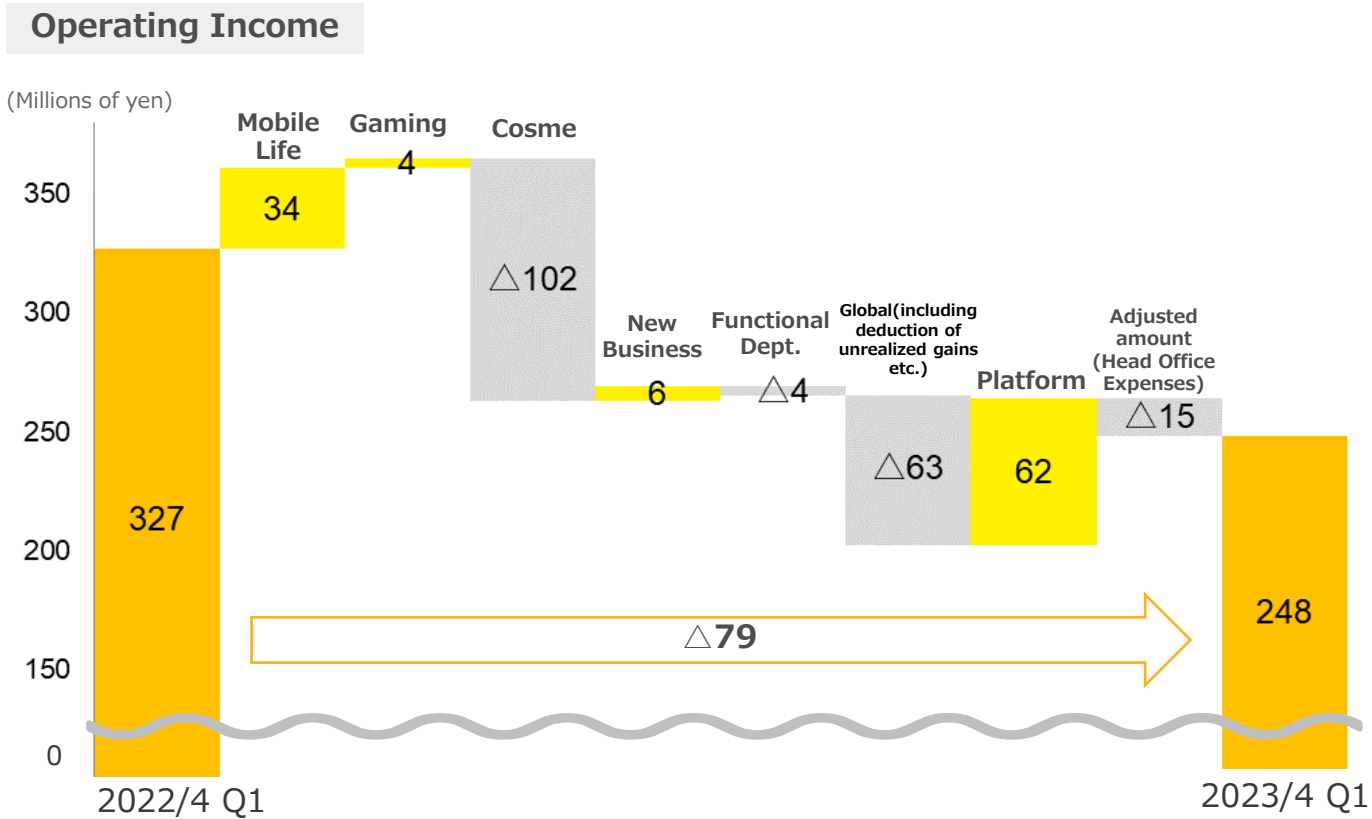 Operating Income
(Millions of yen)
Mobile
Life
Gaming
Cosme
New
Business
Functional
Dept.
Global(including
deduction of
unrealized gains
etc.)
Platform
Adjusted
amount
(Head Office
Expenses)
350
300
250
200
150
0
327
34
4
△102
6
△4
△63
62
△15
248
△79
2022/4 Q1
2023/4 Q1